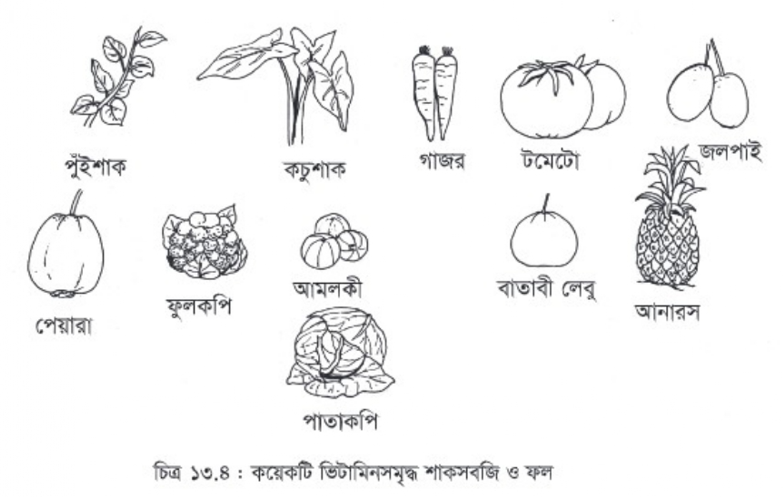 পুঁইশাক
কচুশাক
গাজর
টমেটো
জলপাই
পেয়ারা
ফুলকপি
আমলকী
বাতাবী লেবু
আনারস
পাতাকপি
চিত্র ১৩.৪ : কয়েকটি ভিটামিনসমৃদ্ধ শাকসবজি ও ফল